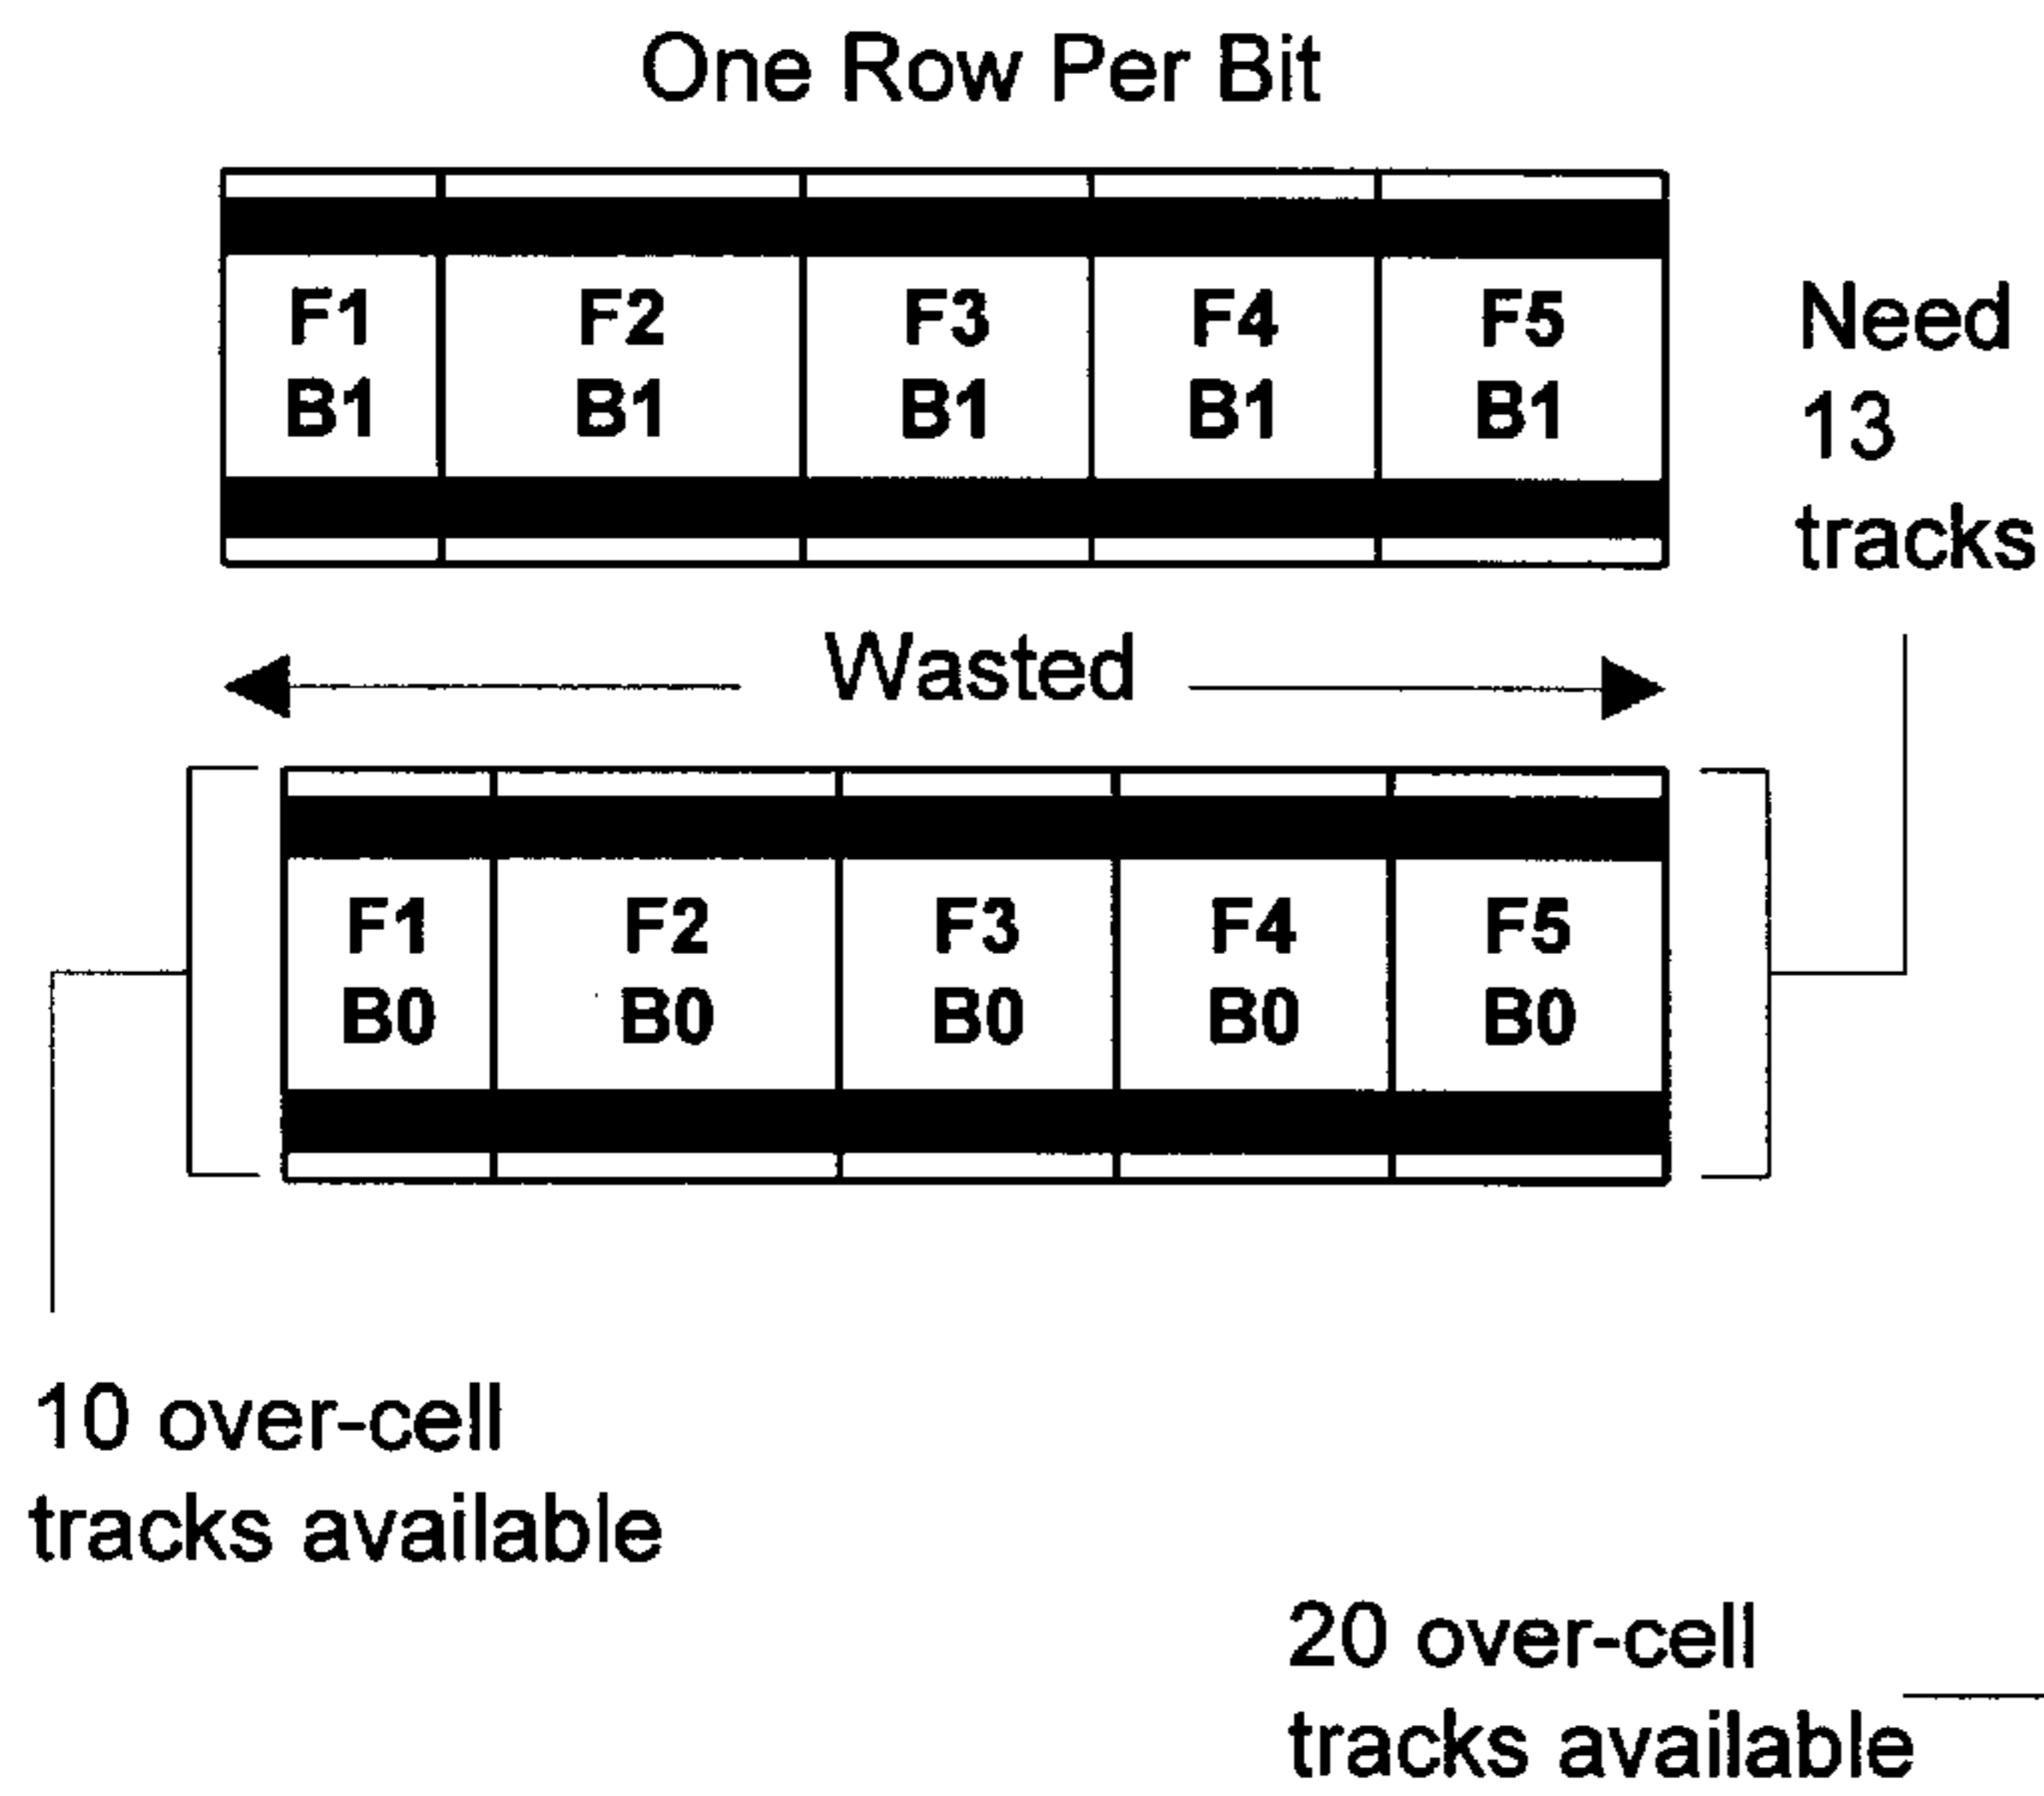 One Row Per Bit
F1 F2 F3 F4 F5
B1 B1 B1 B1 B1
Need
13
tracks
Wasted
F1 F2 F3 F4 F5
B0 B0 B0 B0 B0
10 over-cell
tracks available
20 over-cell
tracks available